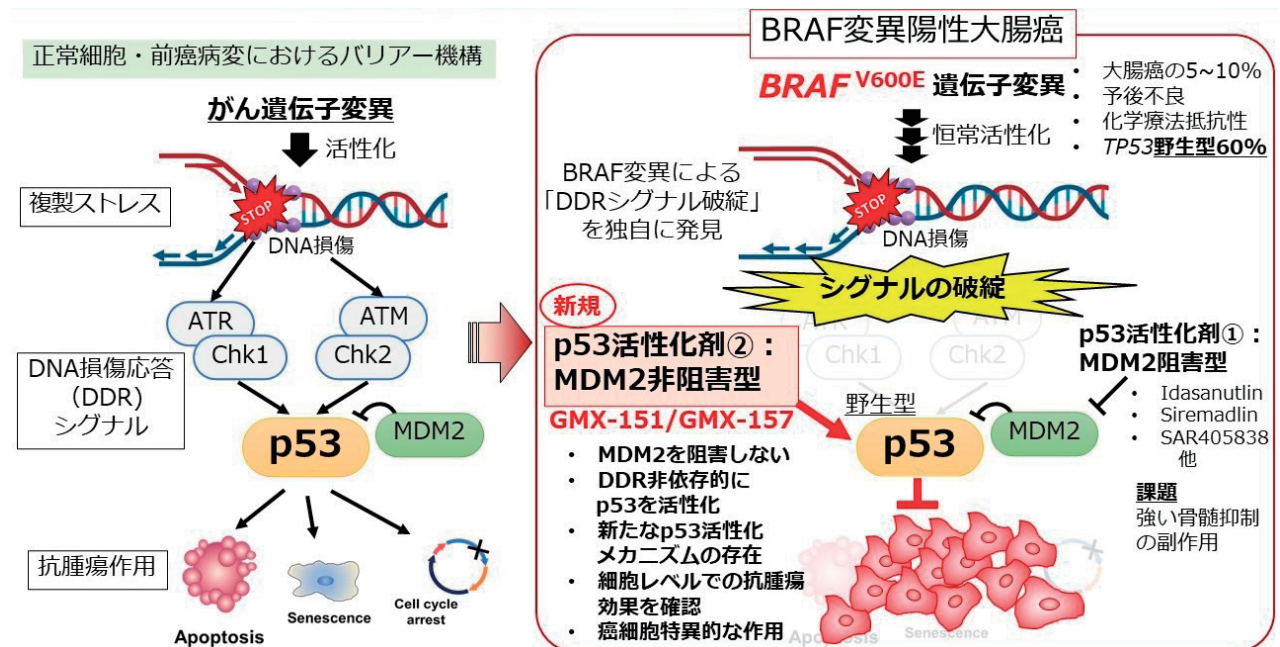 正常細胞・前癌病変におけるバリアー機構
がん遺伝子変異
活性化
複製ストレス
STOP
DNA損傷
ATR
Chk1
ATM
Chk2
DNA損傷応答
(DDR)
シグナル
p53
MDM2
抗腫瘍作用
Apoptosis
Senescence
Cell cycle
arrest
BRAF変異陽性大腸癌
BRAF V600E 遺伝子変異
恒常活性化
・ 大腸癌の5~10%
・ 予後不良
・ 化学療法抵抗性
・ TP53野生型60%
BRAF変異による
「DDRシグナル破綻」
を独自に発見
STOP
DNA損傷
シグナルの破綻
ATR
Chk1
ATM
Chk2
新規
p53活性化剤②：
MDM2非阻害型
GMX-151/GMX-157
・ MDM2を阻害しない
・ DDR非依存的に
p53を活性化
・ 新たなp53活性化
メカニズムの存在
・ 細胞レベルでの抗腫瘍
効果を確認
・ 癌細胞特異的な作用
野生型
p53
MDM2
p53活性化剤①：
MDM2阻害型
・ Idasanutlin
・ Siremadlin
・ SAR405838
他
課題
強い骨髄抑制
の副作用
Apoptosis
Senescence